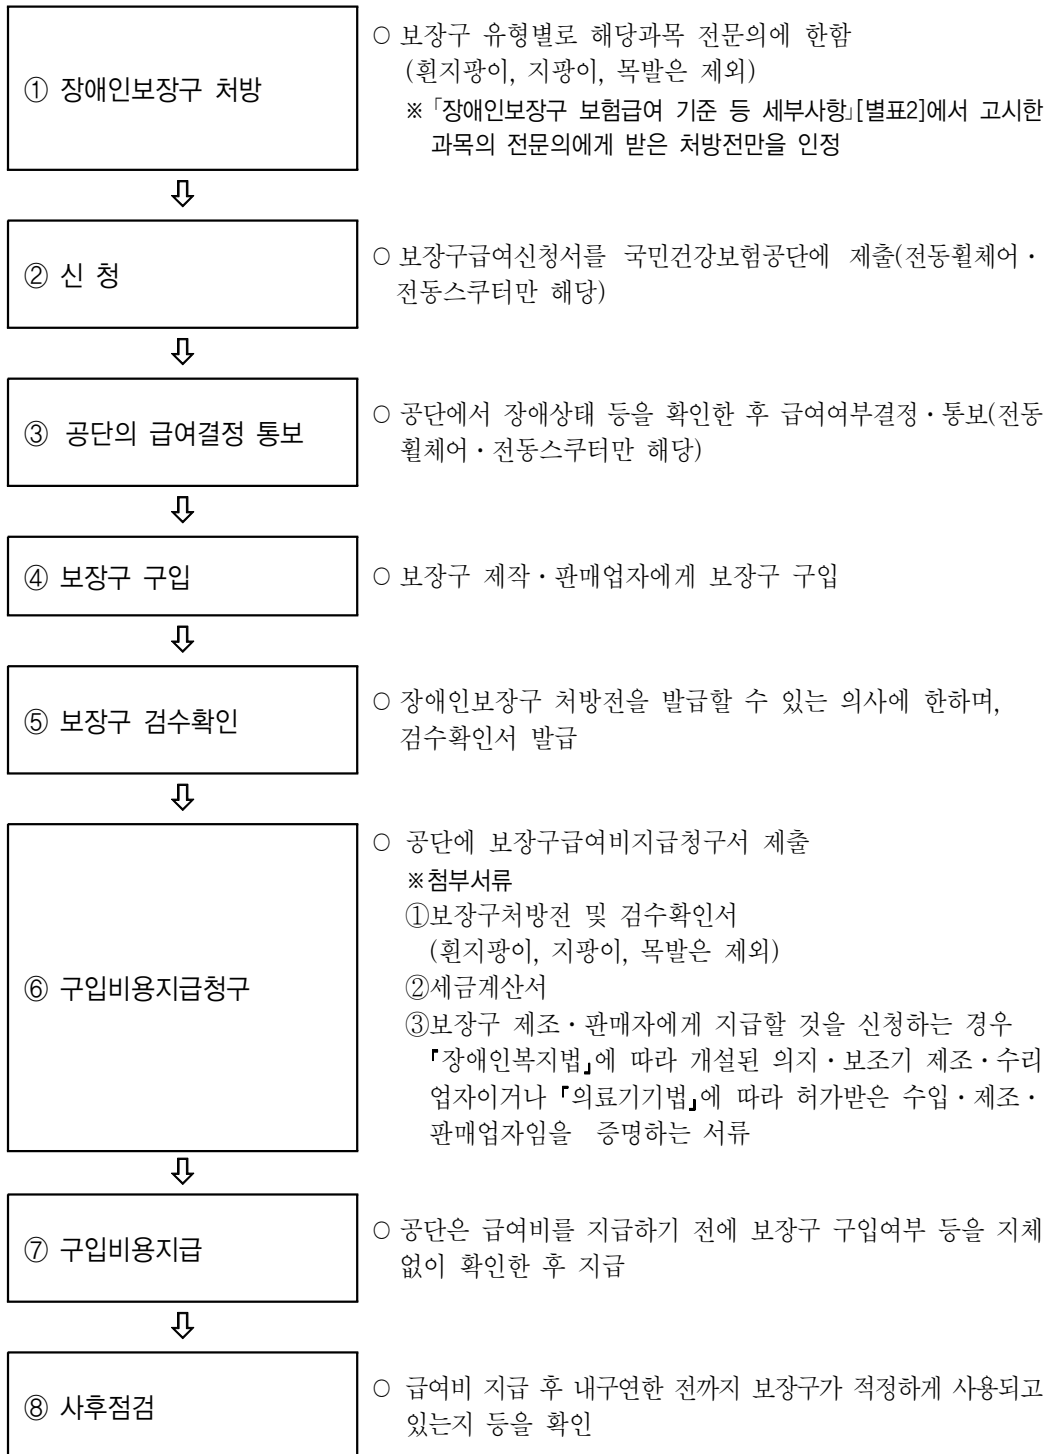 ① 장애인보장구 처방
○ 보장구 유형별로 해당과목 전문의에 한함
(흰지팡이, 지팡이, 목발은 제외)
※「장애인보장구 보험급여 기준 등 세부사항」[별표2]에서 고시한
과목의 전문의에게 받은 처방전만을 인정
⇩
② 신 청
○ 보장구급여신청서를 국민건강보험공단에 제출(전동휠체어·
전동스쿠터만 해당)
⇩
③ 공단의 급여결정 통보
○ 공단에서 장애상태 등을 확인한 후 급여여부결정·통보(전동
휠체어·전동스쿠터만 해당)
⇩
④ 보장구 구입
○ 보장구 제작·판매업자에게 보장구 구입
⇩
⑤ 보장구 검수확인
○ 장애인보장구 처방전을 발급할 수 있는 의사에 한하며,
검수확인서 발급
⇩
⑥ 구입비용지급청구
○ 공단에 보장구급여비지급청구서 제출
※첨부서류
①보장구처방전 및 검수확인서
(흰지팡이, 지팡이, 목발은 제외)
②세금계산서
③보장구 제조·판매자에게 지급할 것을 신청하는 경우
『장애인복지법』에 따라 개설된 의지·보조기 제조·수리
업자이거나 『의료기기법』에 따라 허가받은 수입·제조·
판매업자임을 증명하는 서류
⇩
⑦ 구입비용지급
○ 공단은 급여비를 지급하기 전에 보장구 구입여부 등을 지체
없이 확인한 후 지급
⇩
⑧ 사후점검
○ 급여비 지급 후 내구연한 전까지 보장구가 적정하게 사용되고
있는지 등을 확인